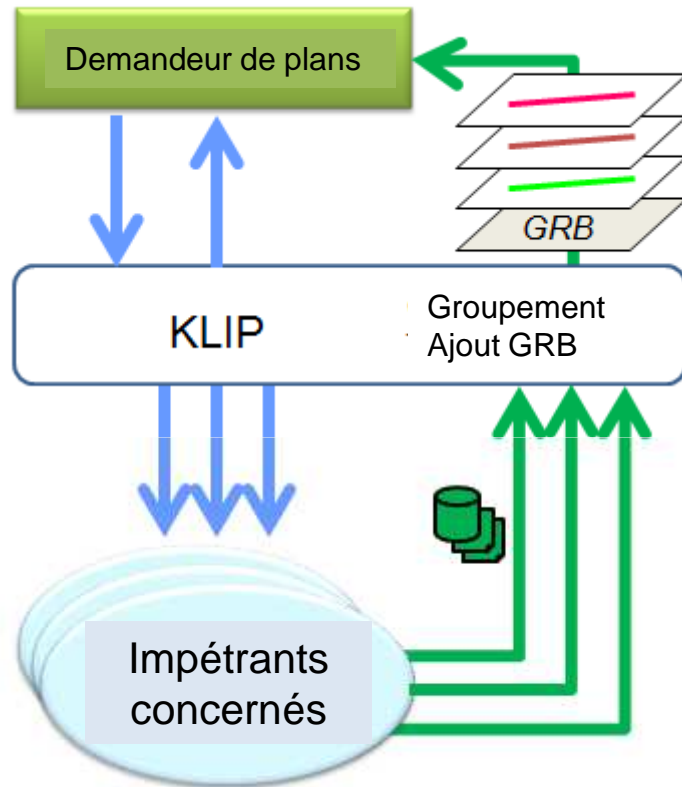 Demandeur de plans
GRB
KLIP
Groupement
Ajout GRB
Impétrants
concernés